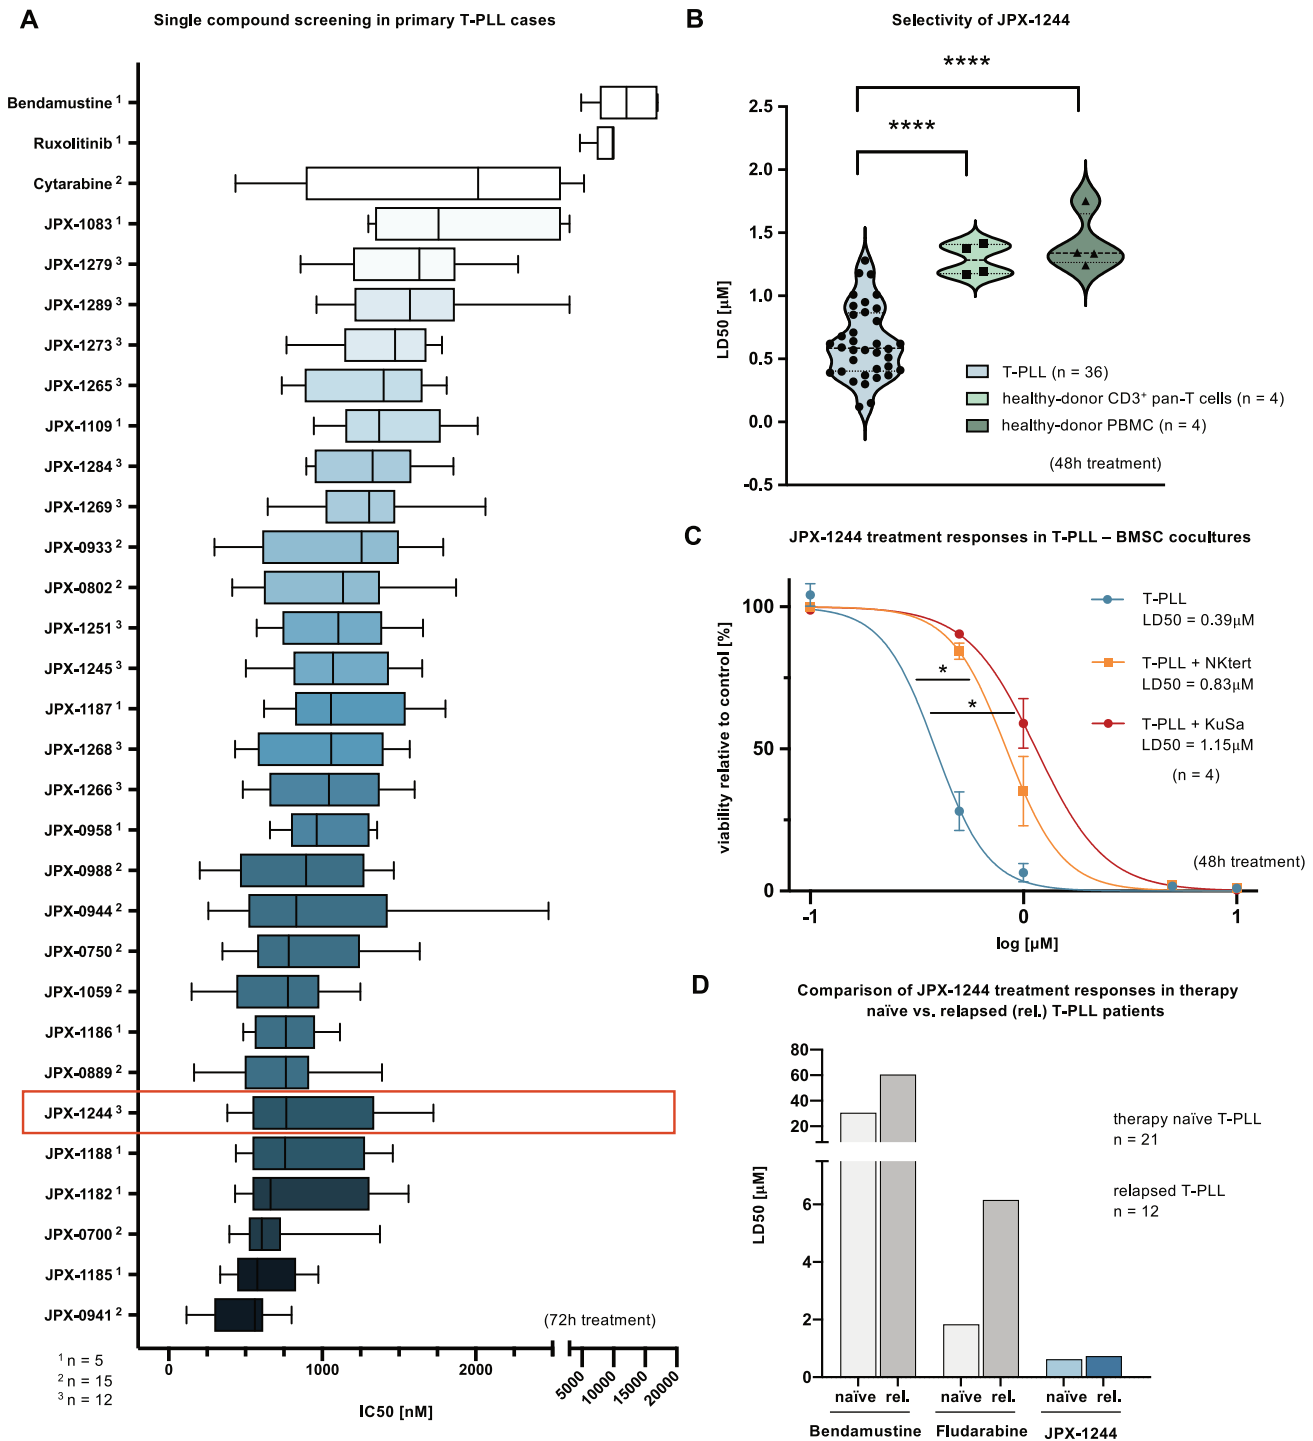 A
Single compound screening in primary T-PLL cases
Bendamustine ¹
Ruxolitinib ¹
Cytarabine ²
JPX-1083 ¹
JPX-1279 ³
JPX-1289 ³
JPX-1273 ³
JPX-1265 ³
JPX-1109 ¹
JPX-1284 ³
JPX-1269 ³
JPX-0933 ²
JPX-0802 ²
JPX-1251 ³
JPX-1245 ³
JPX-1187 ¹
JPX-1268 ³
JPX-1266 ³
JPX-0958 ¹
JPX-0988 ²
JPX-0944 ²
JPX-0750 ²
JPX-1059 ²
JPX-1186 ¹
JPX-0889 ²
JPX-1244 ³
JPX-1188 ¹
JPX-1182 ¹
JPX-0700 ²
JPX-1185 ¹
JPX-0941 ²
(72h treatment)
0 1000 2000 5000 10000 15000 20000
IC50 [nM]
¹ n = 5
² n = 15
³ n = 12
B
Selectivity of JPX-1244
****
****
2.5
2.0
1.5
1.0
0.5
0.0
-0.5
LD50 [µM]
T-PLL (n = 36)
healthy-donor CD3⁺ pan-T cells (n = 4)
healthy-donor PBMC (n = 4)
(48h treatment)
C
JPX-1244 treatment responses in T-PLL – BMSC cocultures
100
50
0
viability relative to control [%]
*
*
T-PLL
LD50 = 0.39µM
T-PLL + NKtert
LD50 = 0.83µM
T-PLL + KuSa
LD50 = 1.15µM
(n = 4)
(48h treatment)
-1 0 1
log [µM]
D
Comparison of JPX-1244 treatment responses in therapy
naïve vs. relapsed (rel.) T-PLL patients
80
60
40
20
6
4
2
0
LD50 [µM]
therapy naïve T-PLL
n = 21
relapsed T-PLL
n = 12
naïve rel. naïve rel. naïve rel.
Bendamustine Fludarabine JPX-1244